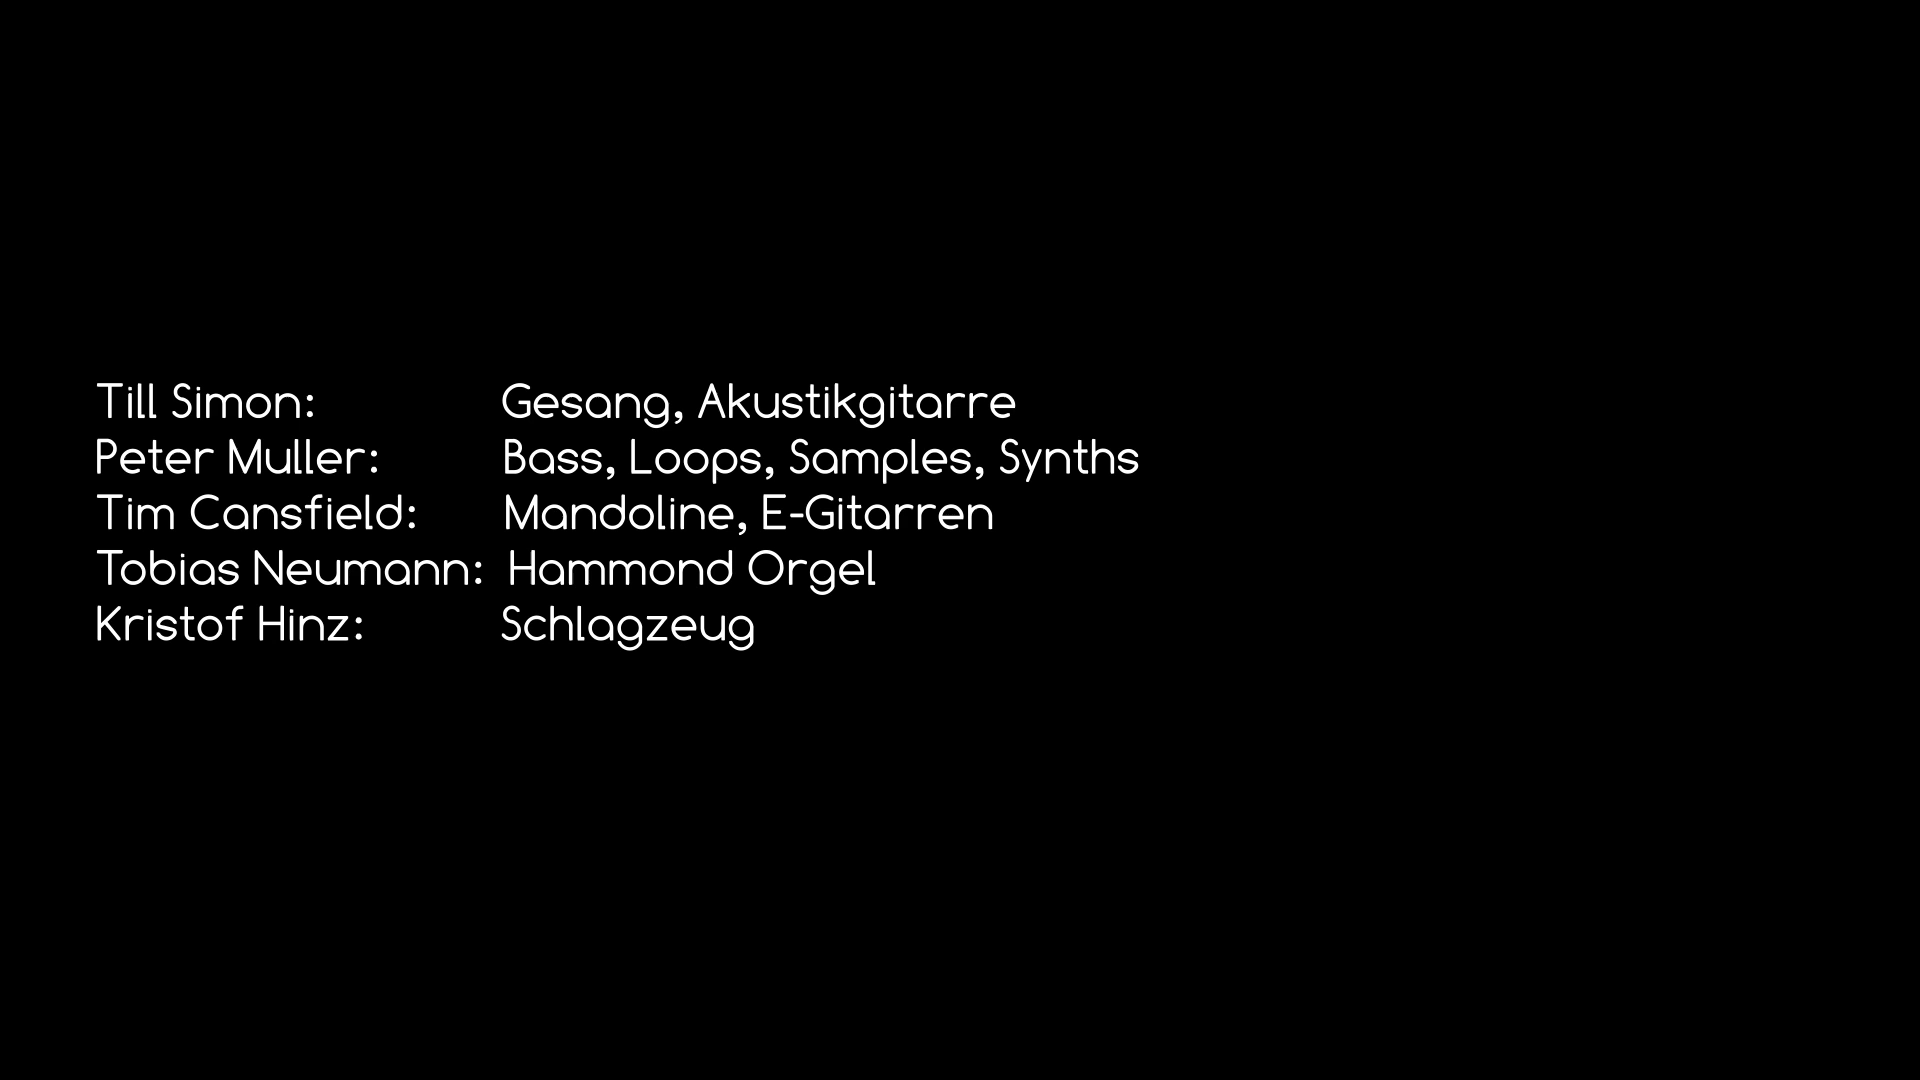 Till Simon: Gesang, Akustikgitarre
Peter Muller: Bass, Loops, Samples, Synths
Tim Cansfield: Mandoline, E-Gitarren
Tobias Neumann: Hammond Orgel
Kristof Hinz: Schlagzeug